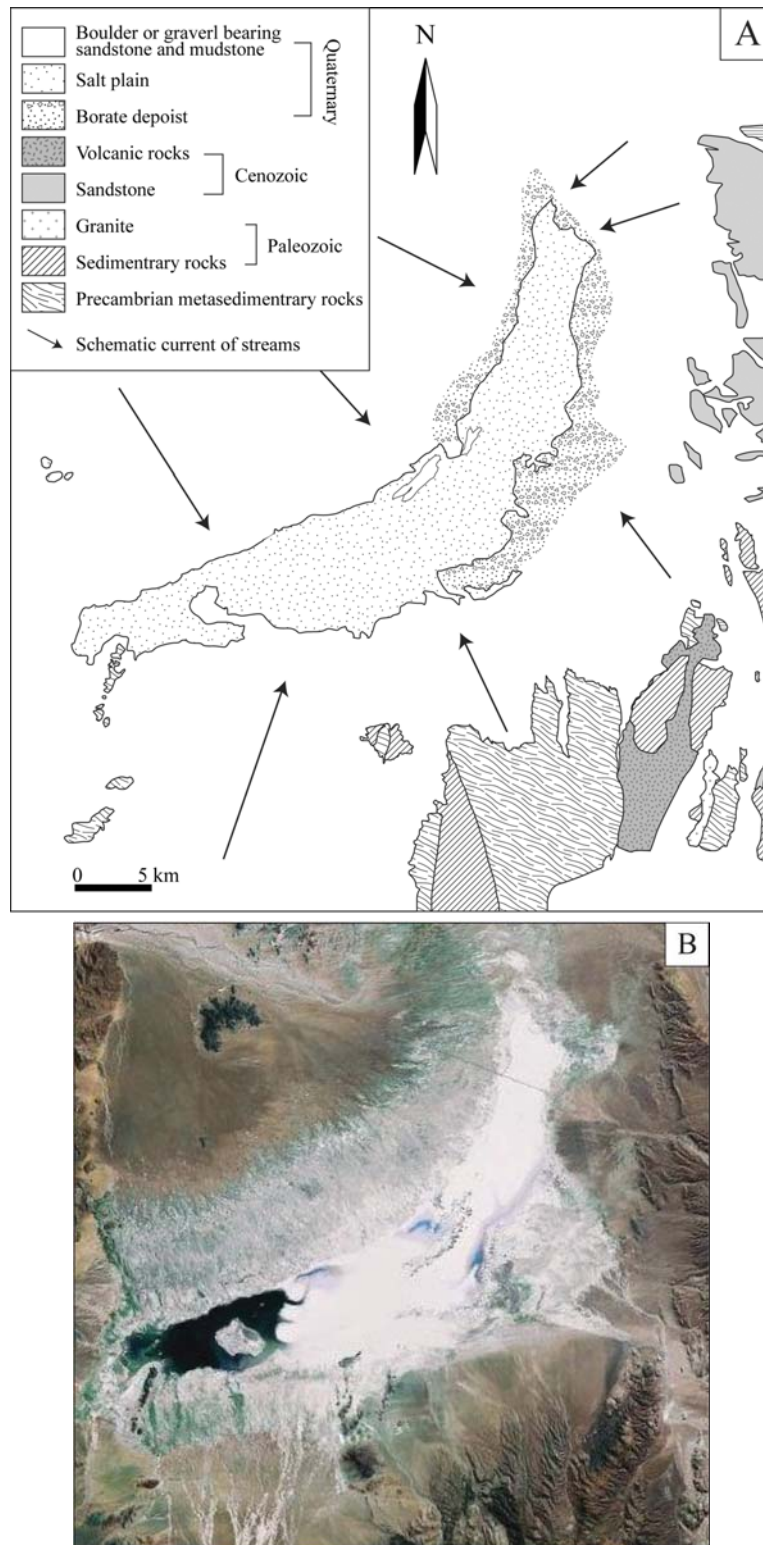 Boulder or graverl bearing
sandstone and mudstone
Salt plain
Borate depoist
Quaternary
Volcanic rocks
Sandstone
Cenozoic
Granite
Sedimentrary rocks
Paleozoic
Precambrian metasedimentrary rocks
Schematic current of streams
N
A
0 5 km
B